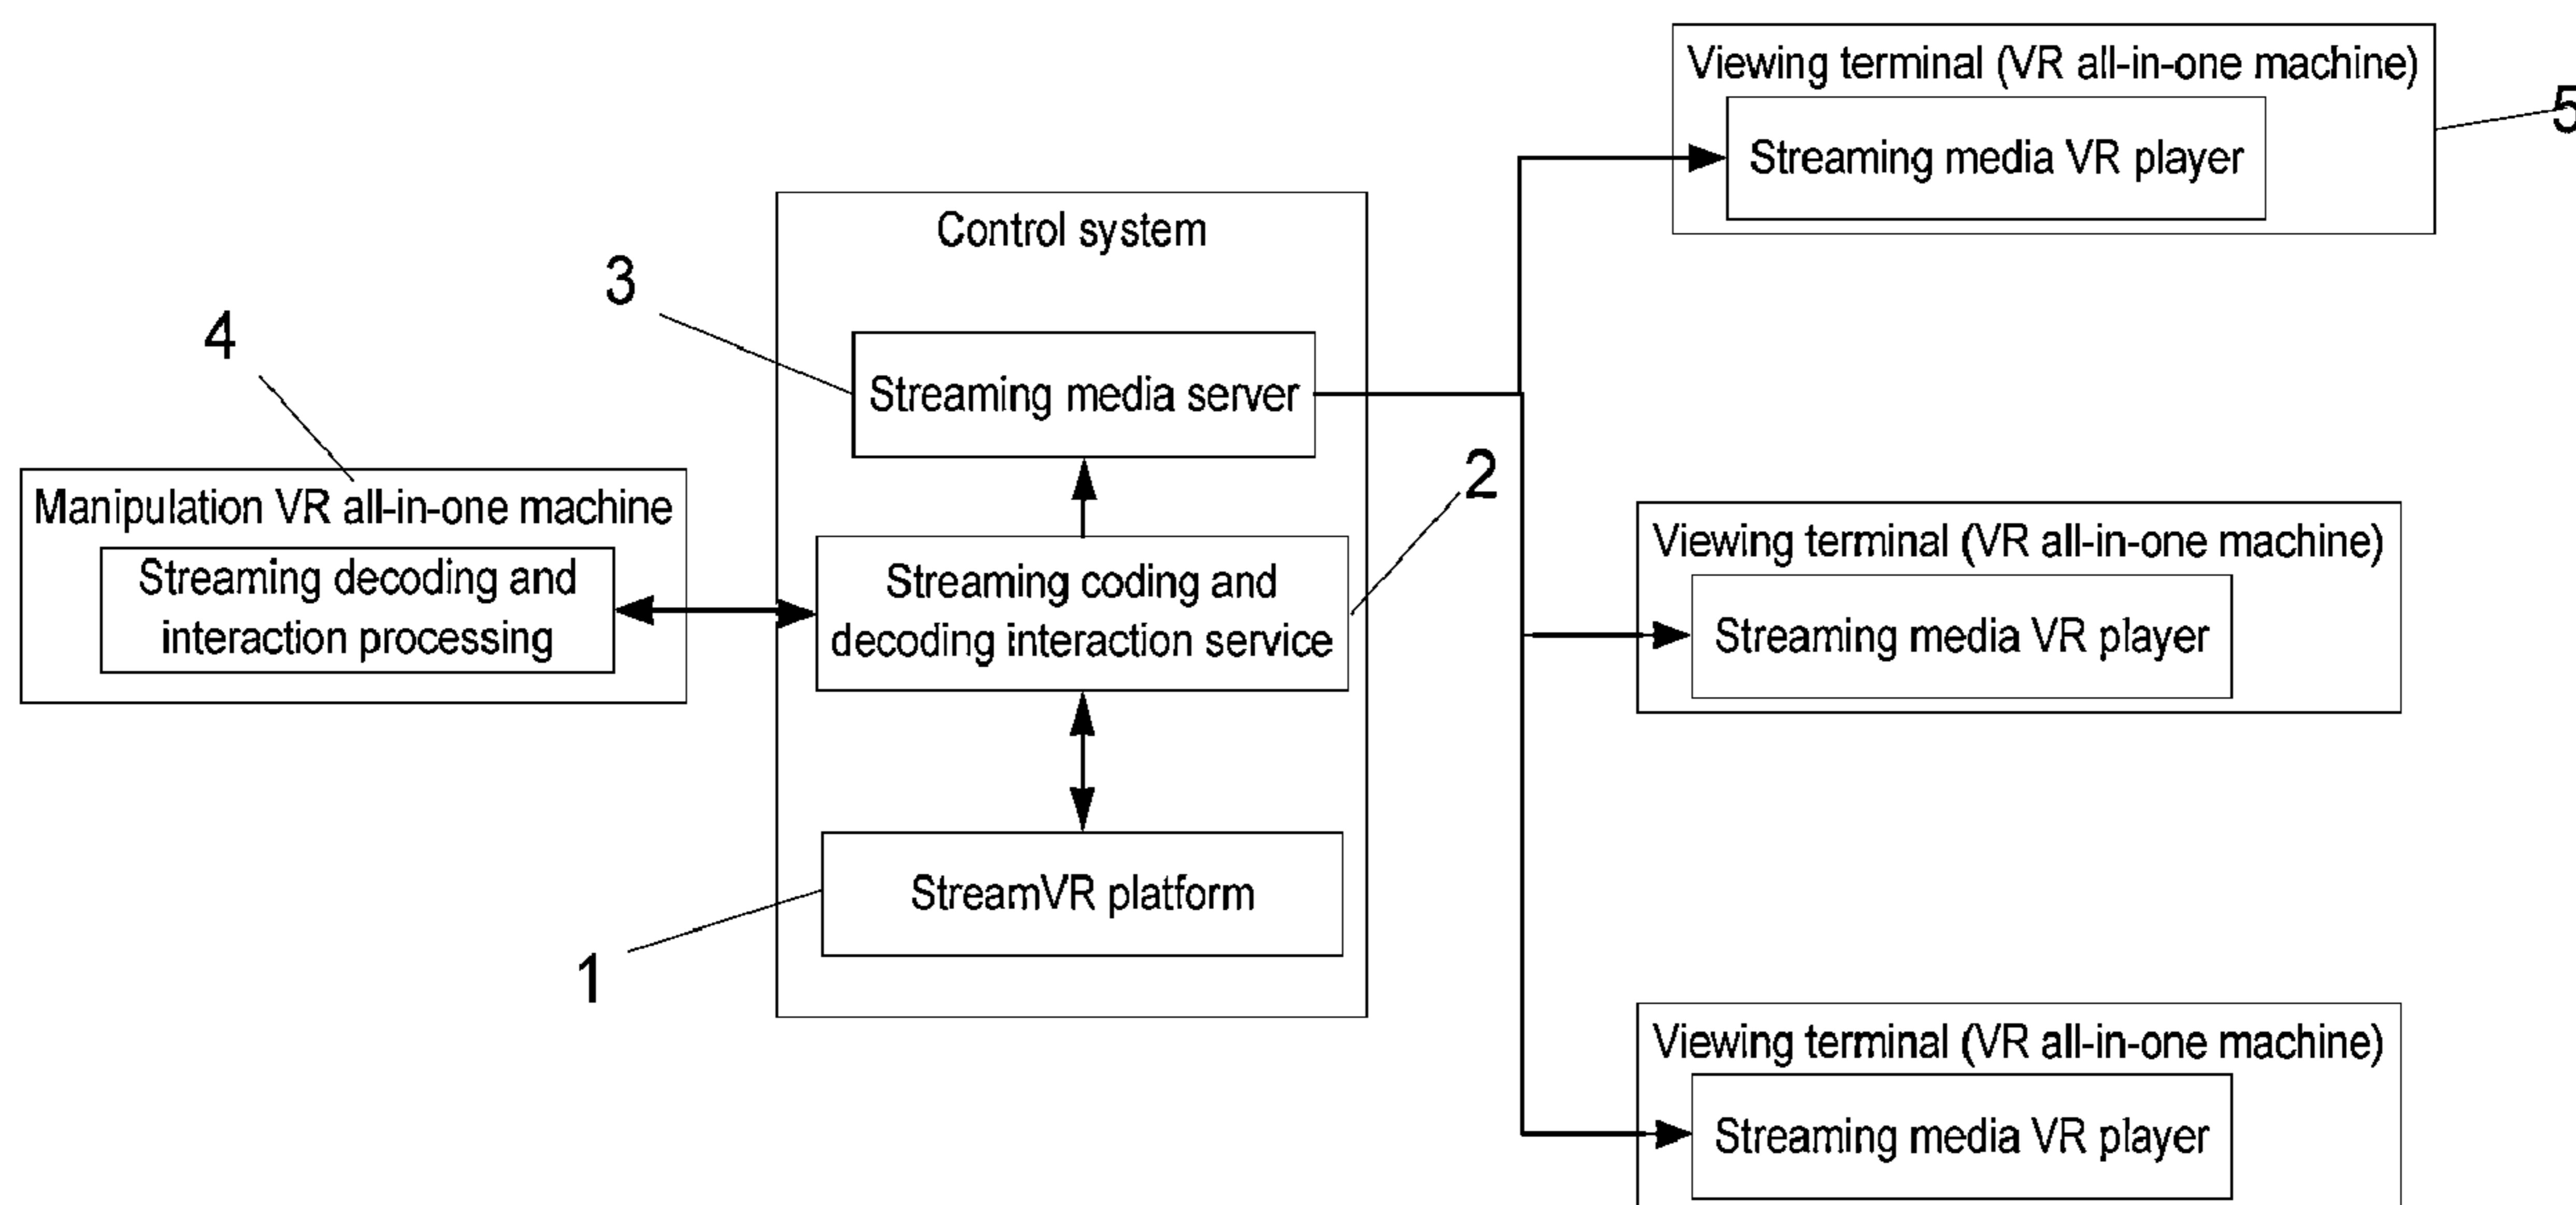 Viewing terminal (VR all-in-one machine)
5
Streaming media VR player
Control system
3
4
Streaming media server
2
Manipulation VR all-in-one machine
Streaming decoding and
interaction processing
Streaming coding and
decoding interaction service
Viewing terminal (VR all-in-one machine)
Streaming media VR player
StreamVR platform
1
Viewing terminal (VR all-in-one machine)
Streaming media VR player